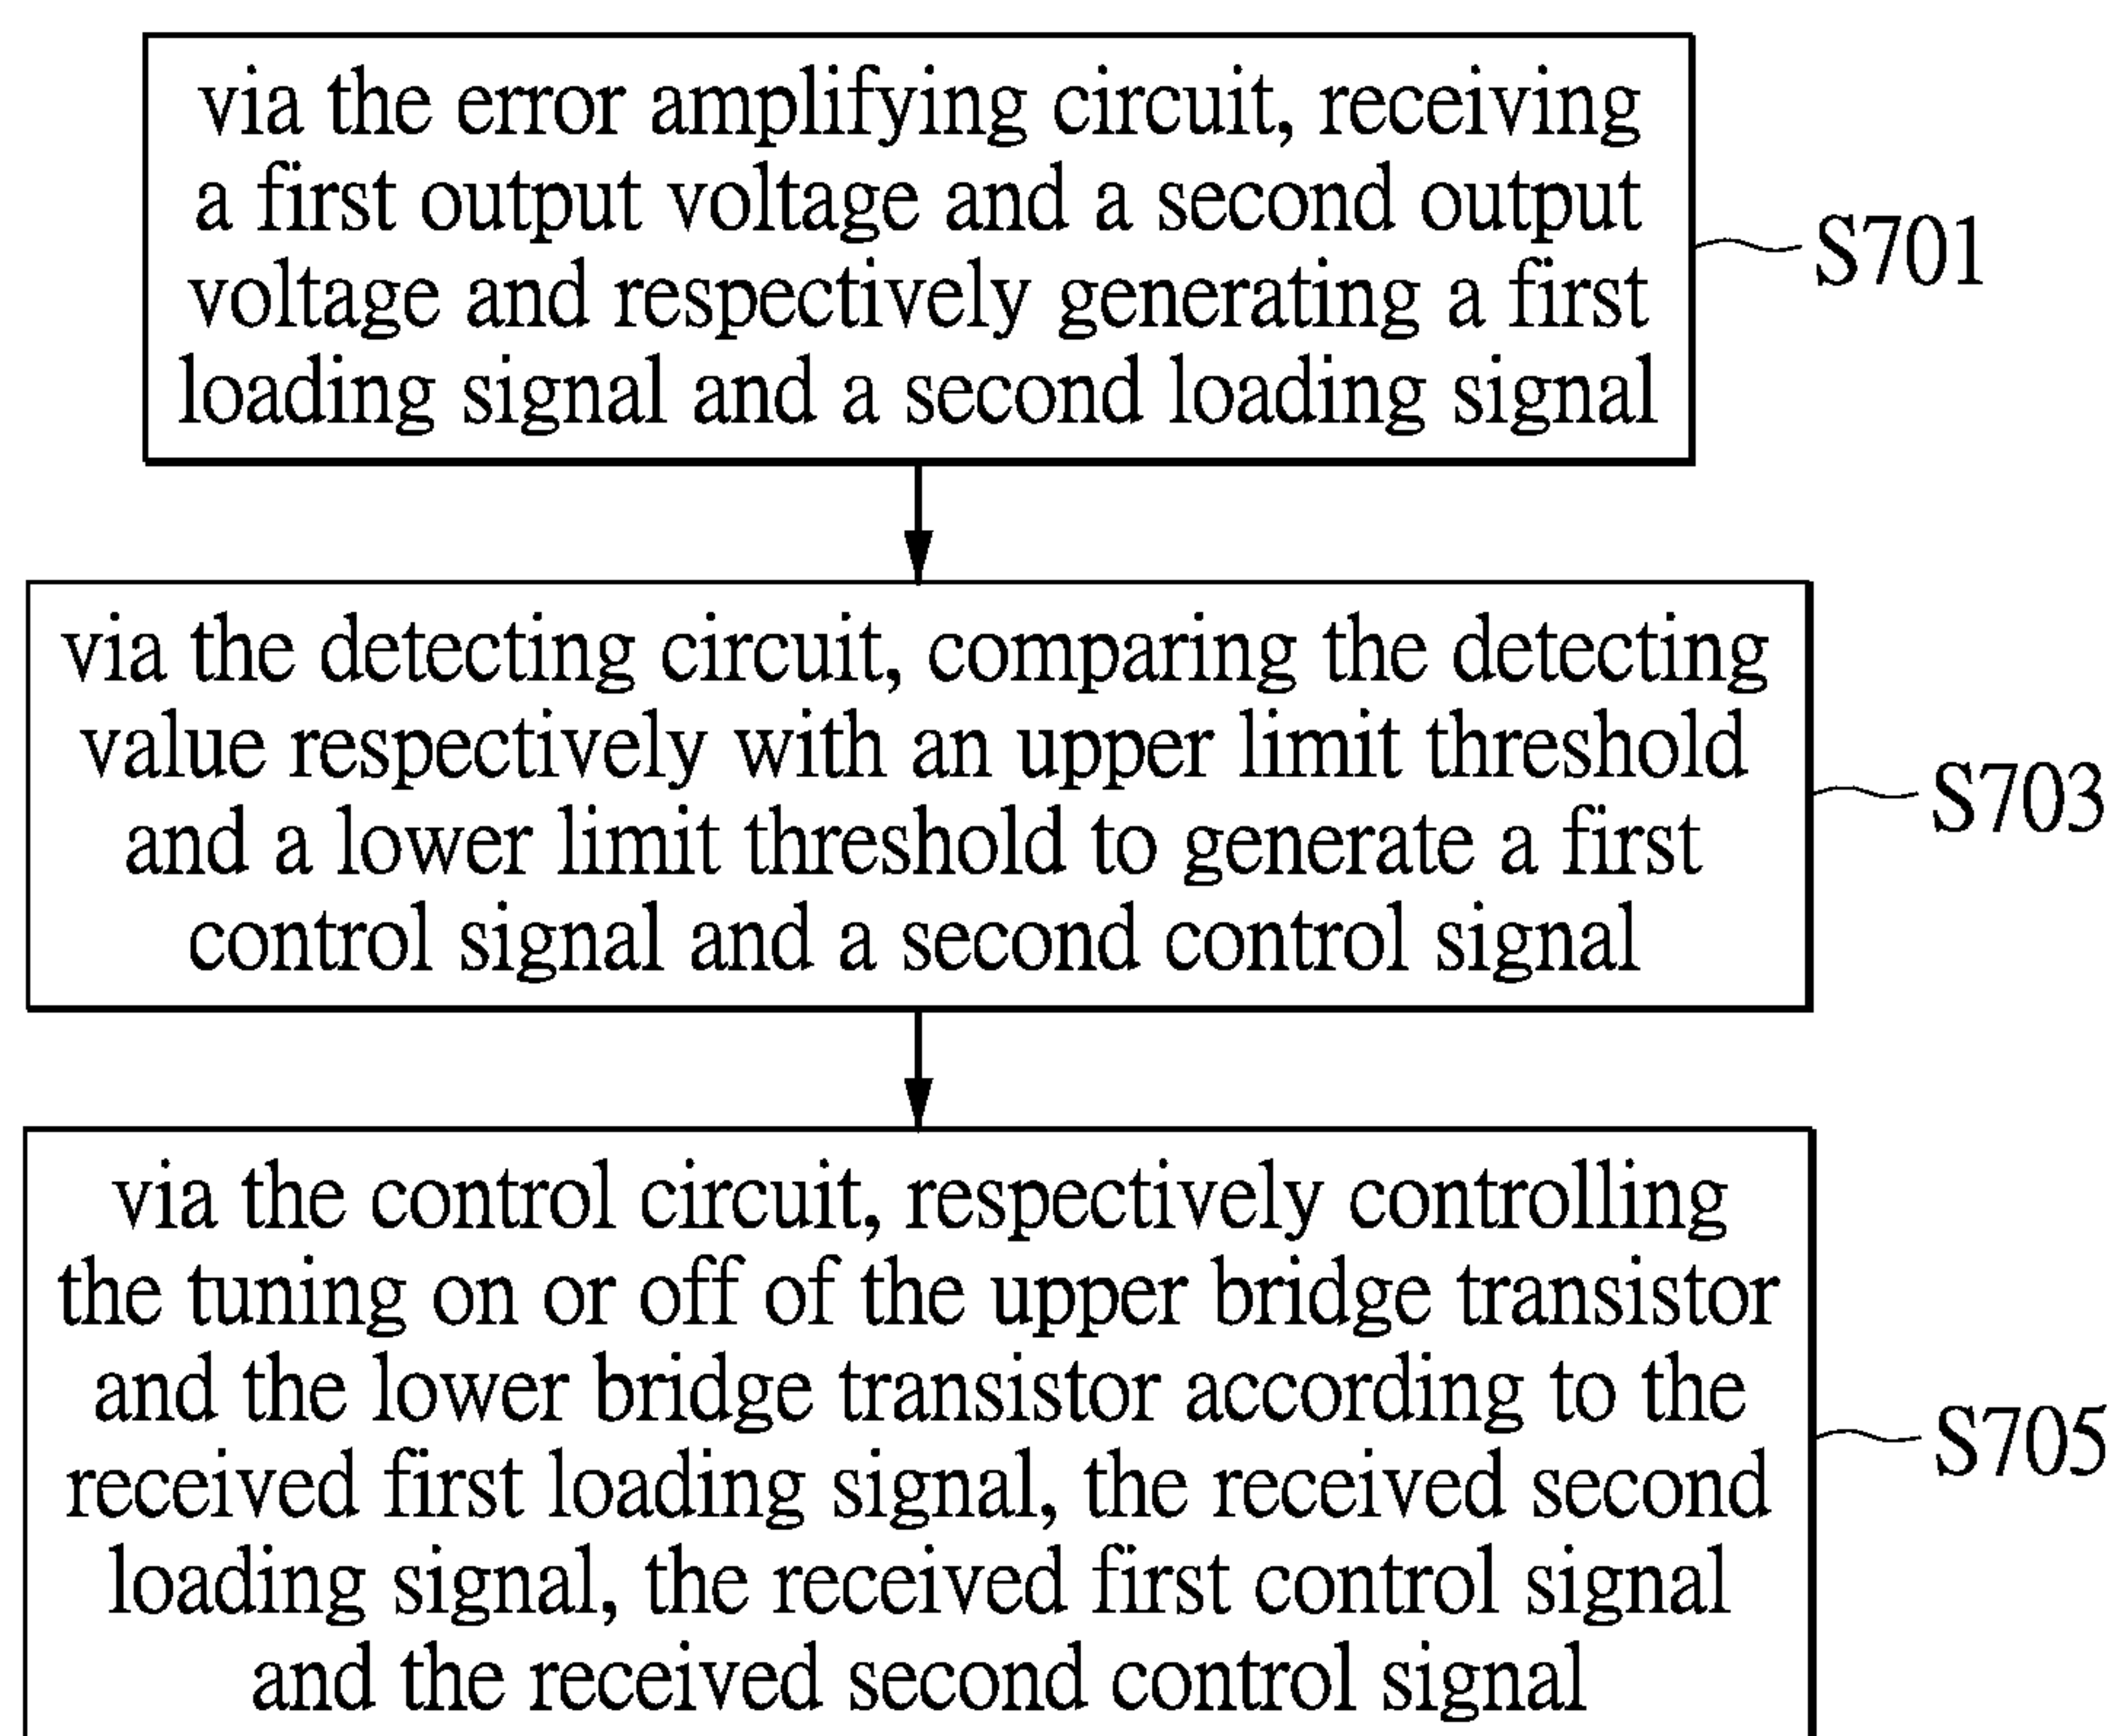 via the error amplifying circuit, receiving
a first output voltage and a second output
voltage and respectively generating a first
loading signal and a second loading signal
S701
via the detecting circuit, comparing the detecting
value respectively with an upper limit threshold
and a lower limit threshold to generate a first
control signal and a second control signal
S703
via the control circuit, respectively controlling
the tuning on or off of the upper bridge transistor
and the lower bridge transistor according to the
received first loading signal, the received second
loading signal, the received first control signal
and the received second control signal
S705